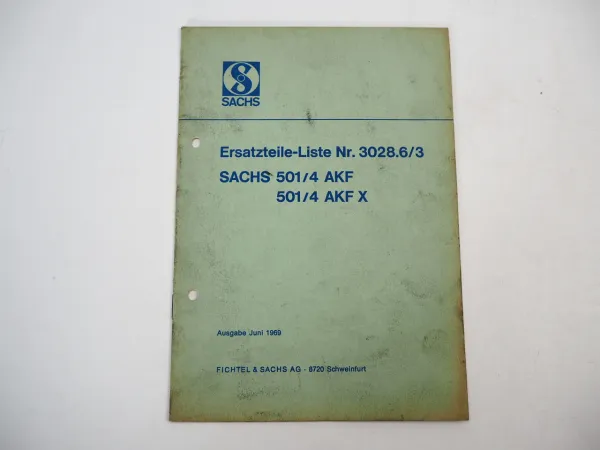 S
SACHS
Ersatzteile-Liste Nr. 3028.6/3
SACHS 501/4 AKF
501/4 AKF X
Ausgabe Juni 1969
FICHTEL & SACHS AG - 8720 Schweinfurt